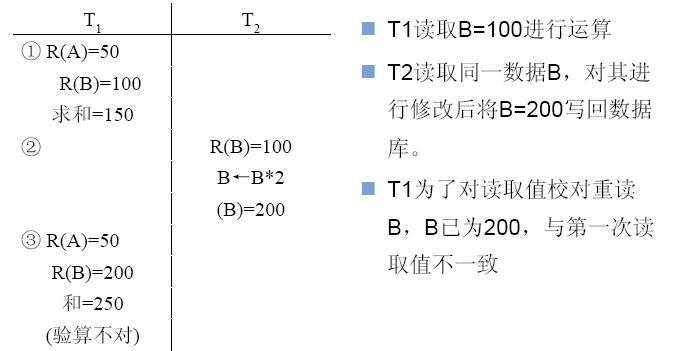 T1 T2
① R(A)=50
R(B)=100
求和=150
② R(B)=100
B←B*2
(B)=200
③ R(A)=50
R(B)=200
和=250
(验算不对)
T1读取B=100进行运算
T2读取同一数据B，对其进
行修改后将B=200写回数据
库。
T1为了对读取值校对重读
B，B已为200，与第一次读
取值不一致